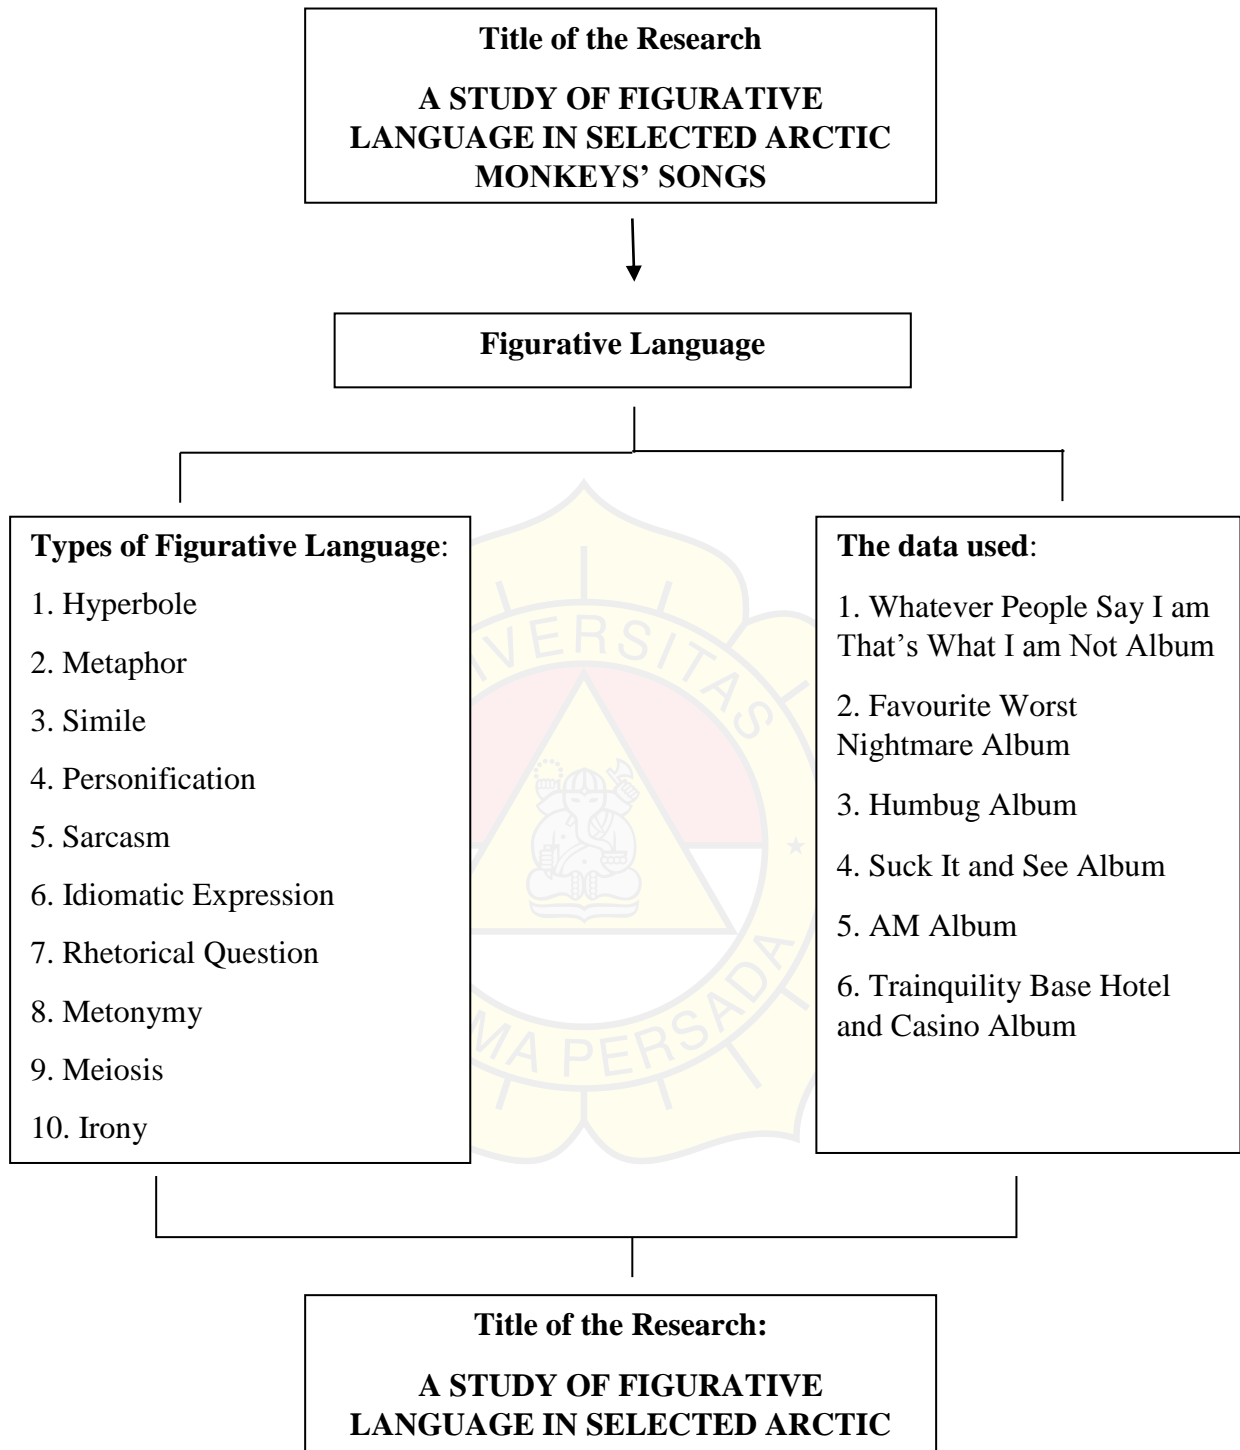 Title of the Research
A STUDY OF FIGURATIVE
LANGUAGE IN SELECTED ARCTIC
MONKEYS’ SONGS
Figurative Language
Types of Figurative Language:
1. Hyperbole
2. Metaphor
3. Simile
4. Personification
5. Sarcasm
6. Idiomatic Expression
7. Rhetorical Question
8. Metonymy
9. Meiosis
10. Irony
The data used:
1. Whatever People Say I am
That’s What I am Not Album
2. Favourite Worst
Nightmare Album
3. Humbug Album
4. Suck It and See Album
5. AM Album
6. Trainquility Base Hotel
and Casino Album
VERSITAS
MA PERSADA
Title of the Research:
A STUDY OF FIGURATIVE
LANGUAGE IN SELECTED ARCTIC